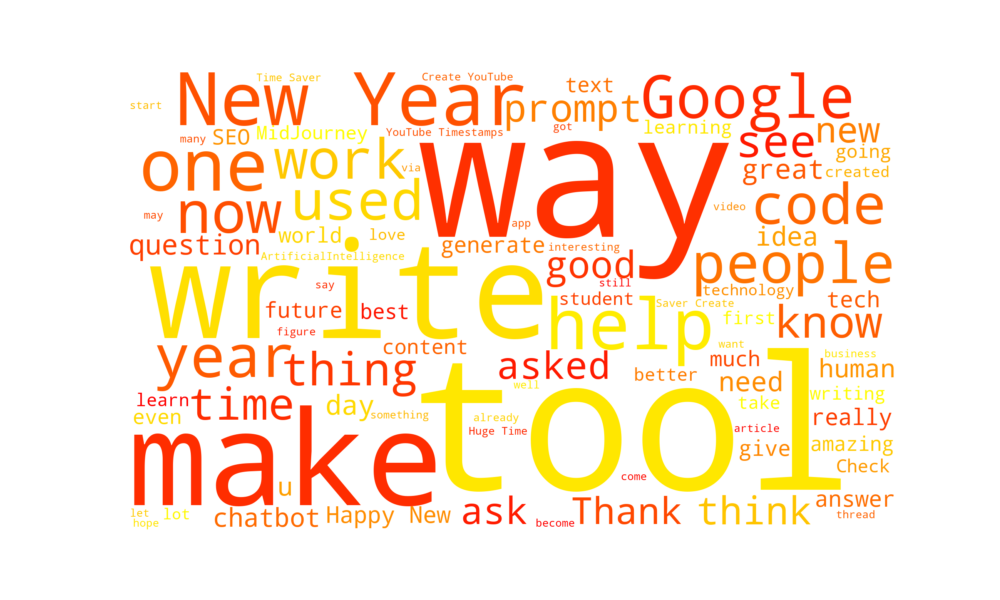 Time Saver
Create YouTube
New Year
text
Google
start
prompt
many
SEO
MidJourney
YouTube Timestamps
got
learning
see
new
one
work
via
way
great
going
created
may
now
used
app
video
code
question
world
love
generate
interesting
idea
ArtificialIntelligence
good
people
write
say
still
technology
future
best
student
Saver Create
tech
figure
help
first
know
year
thing
content
asked
want
much
business
human
better
need
learn
time
day
even
something
well
tool
take
writing
already
really
make
Huge Time
article
give
amazing
come
Check
u
let
hope
lot
chatbot
Happy New
ask
become
Thank
think
answer
thread